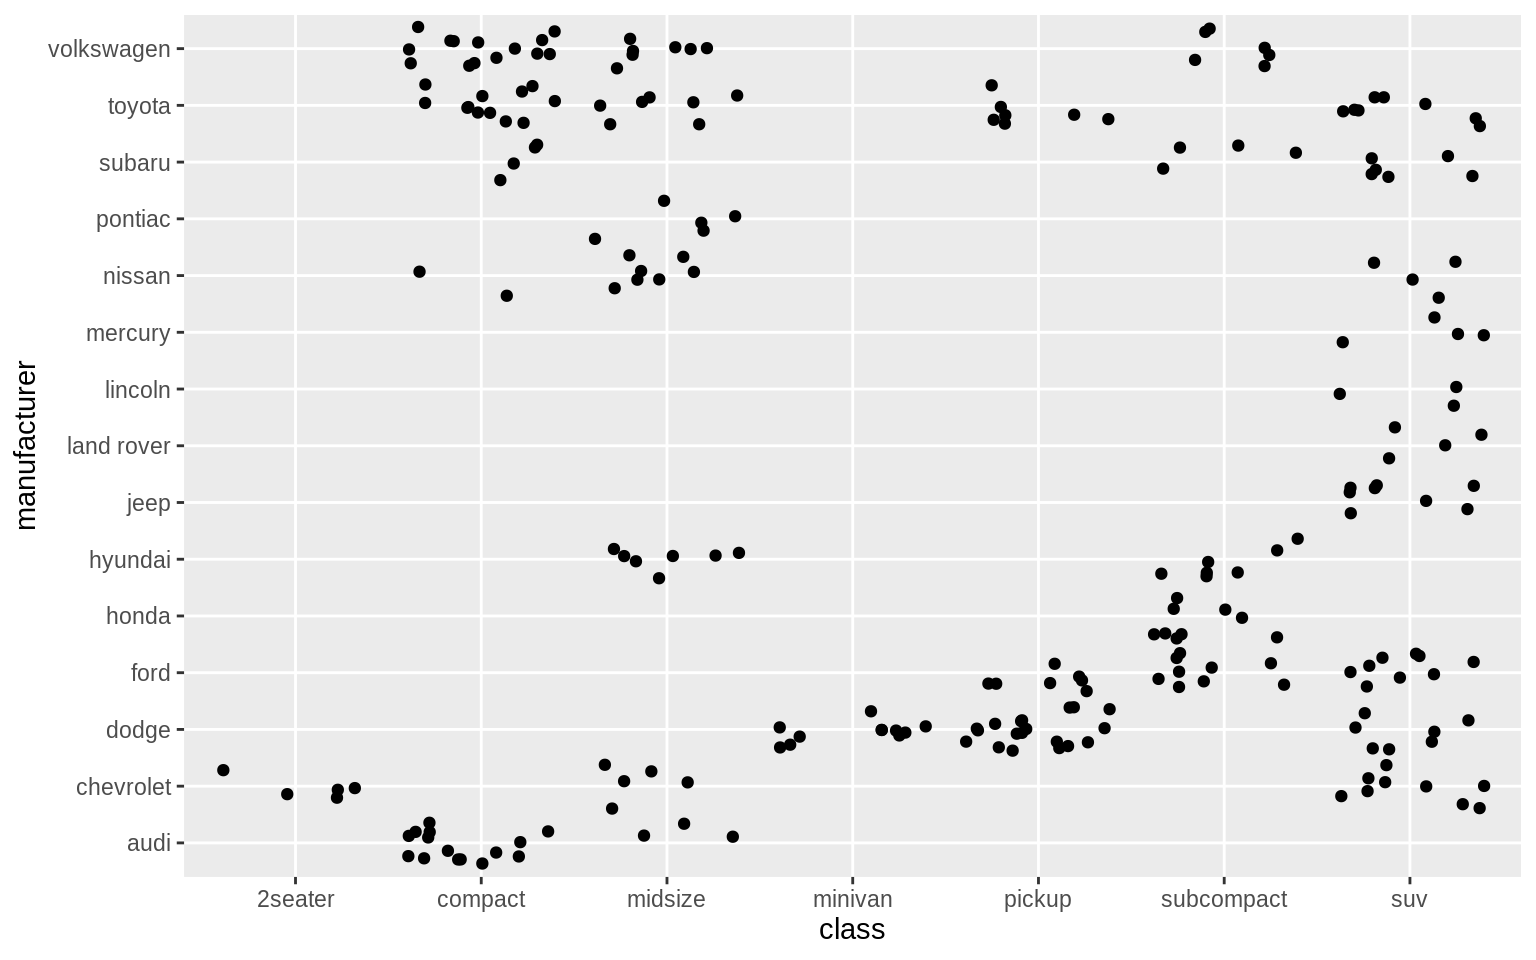 manufacturer
volkswagen
toyota
subaru
pontiac
nissan
mercury
lincoln
land rover
jeep
hyundai
honda
ford
dodge
chevrolet
audi
2seater compact midsize minivan pickup subcompact suv
class